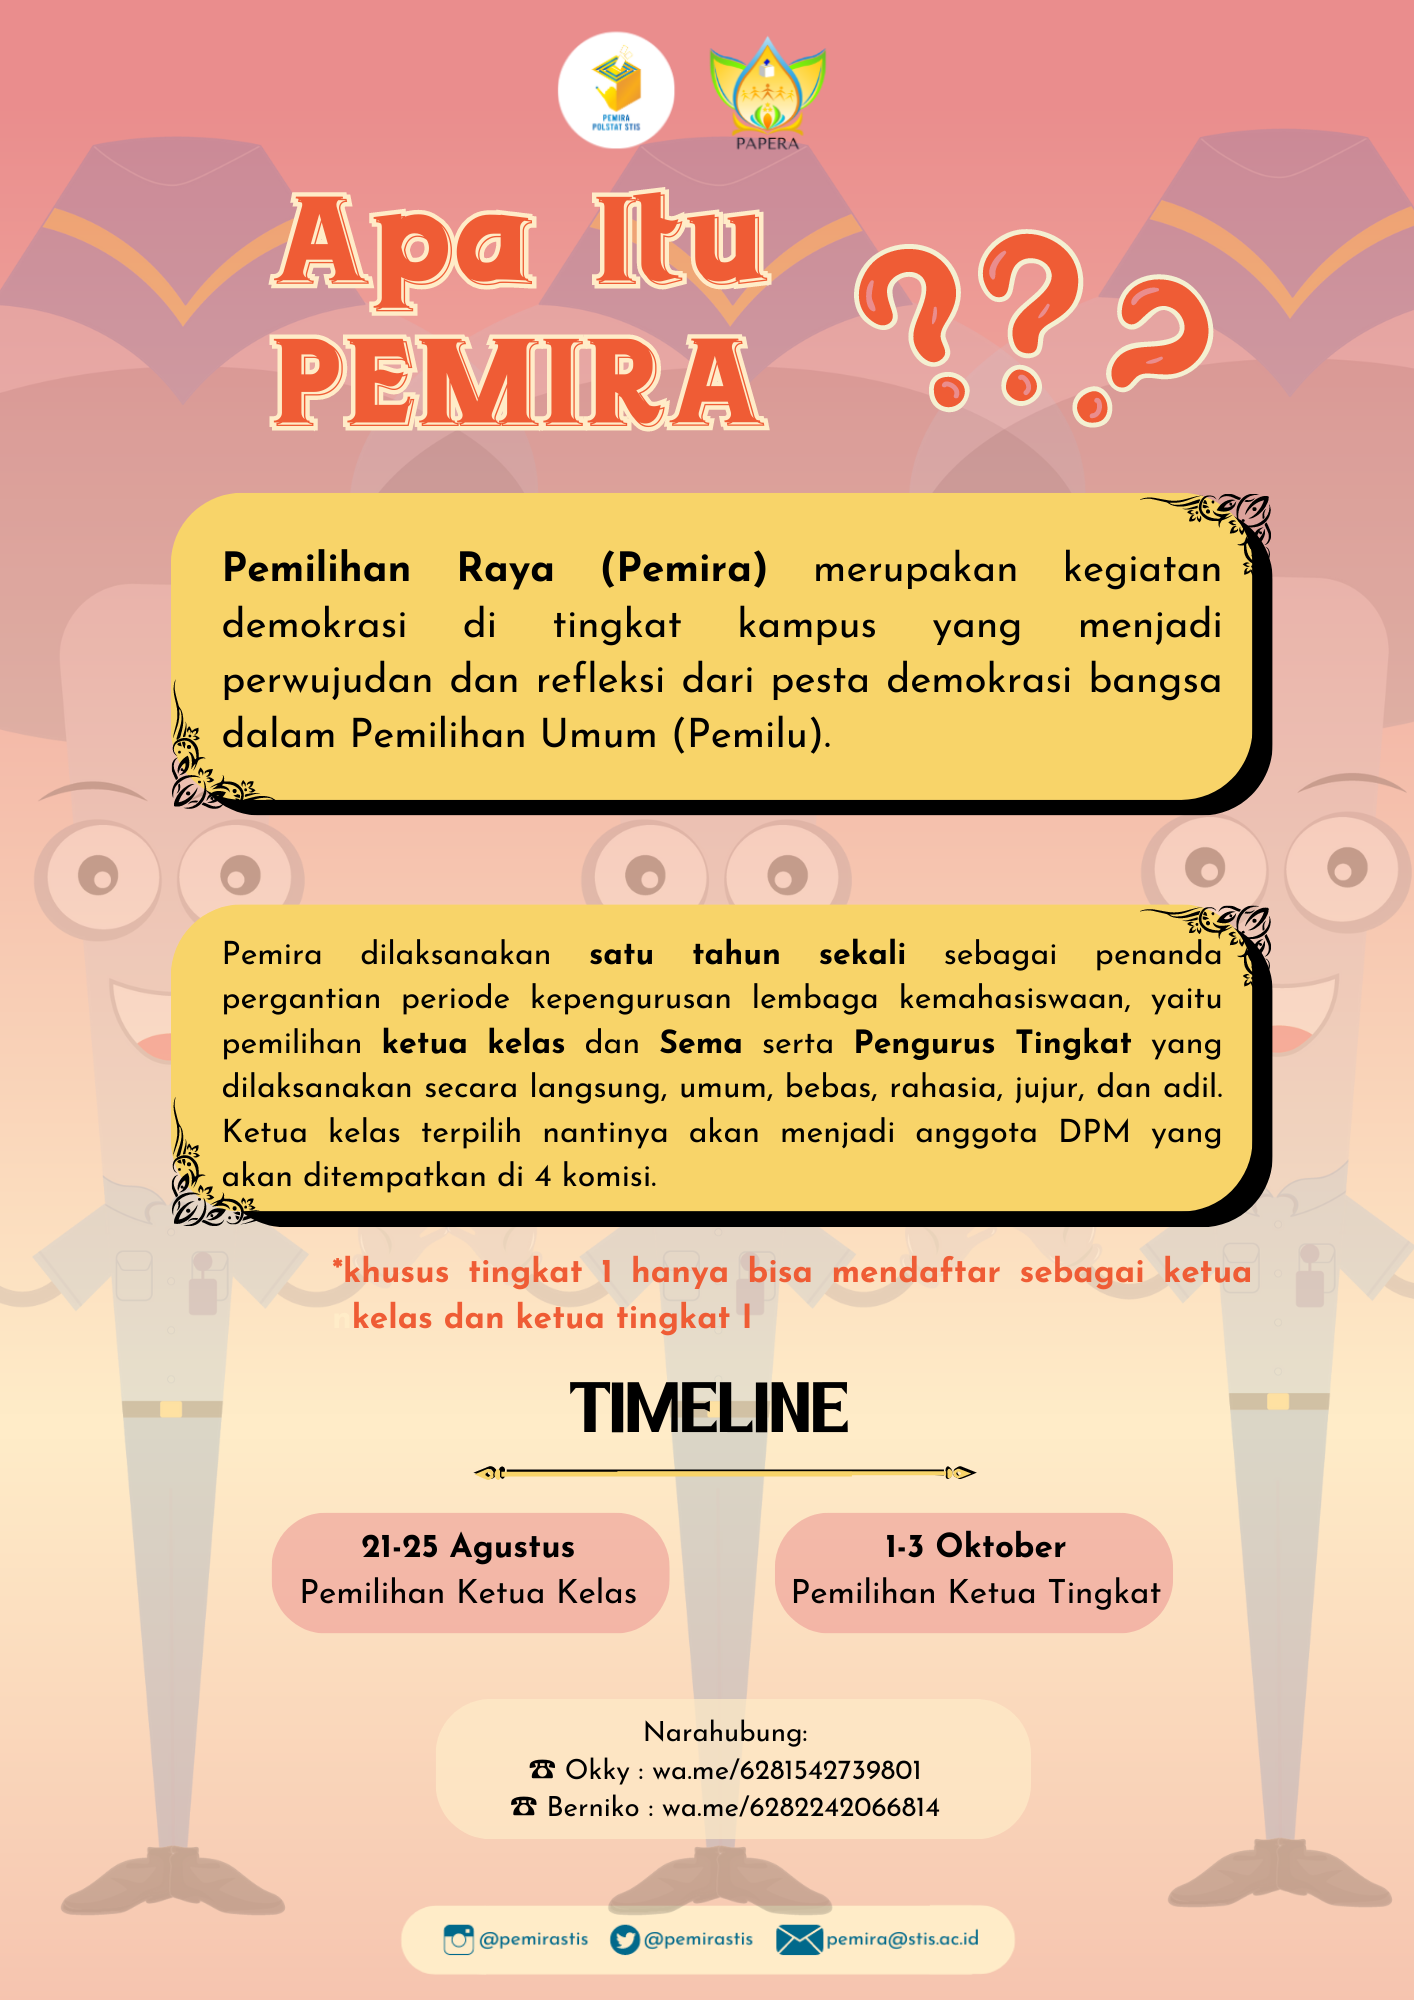 PEMIRA
POLSTAT STIS
PAPERA
Apa Itu
PEMIRA
???
Pemilihan Raya (Pemira) merupakan kegiatan
demokrasi di tingkat kampus yang menjadi
perwujudan dan refleksi dari pesta demokrasi bangsa
dalam Pemilihan Umum (Pemilu).
Pemira dilaksanakan satu tahun sekali sebagai penanda
pergantian periode kepengurusan lembaga kemahasiswaan, yaitu
pemilihan ketua kelas dan Sema serta Pengurus Tingkat yang
dilaksanakan secara langsung, umum, bebas, rahasia, jujur, dan adil.
Ketua kelas terpilih nantinya akan menjadi anggota DPM yang
akan ditempatkan di 4 komisi.
*khusus tingkat 1 hanya bisa mendaftar sebagai ketua
nkelas dan ketua tingkat I
TIMELINE
21-25 Agustus
Pemilihan Ketua Kelas
1-3 Oktober
Pemilihan Ketua Tingkat
Narahubung:
☎ Okky : wa.me/6281542739801
☎ Berniko : wa.me/6282242066814
@pemirastis @pemirastis pemira@stis.ac.id